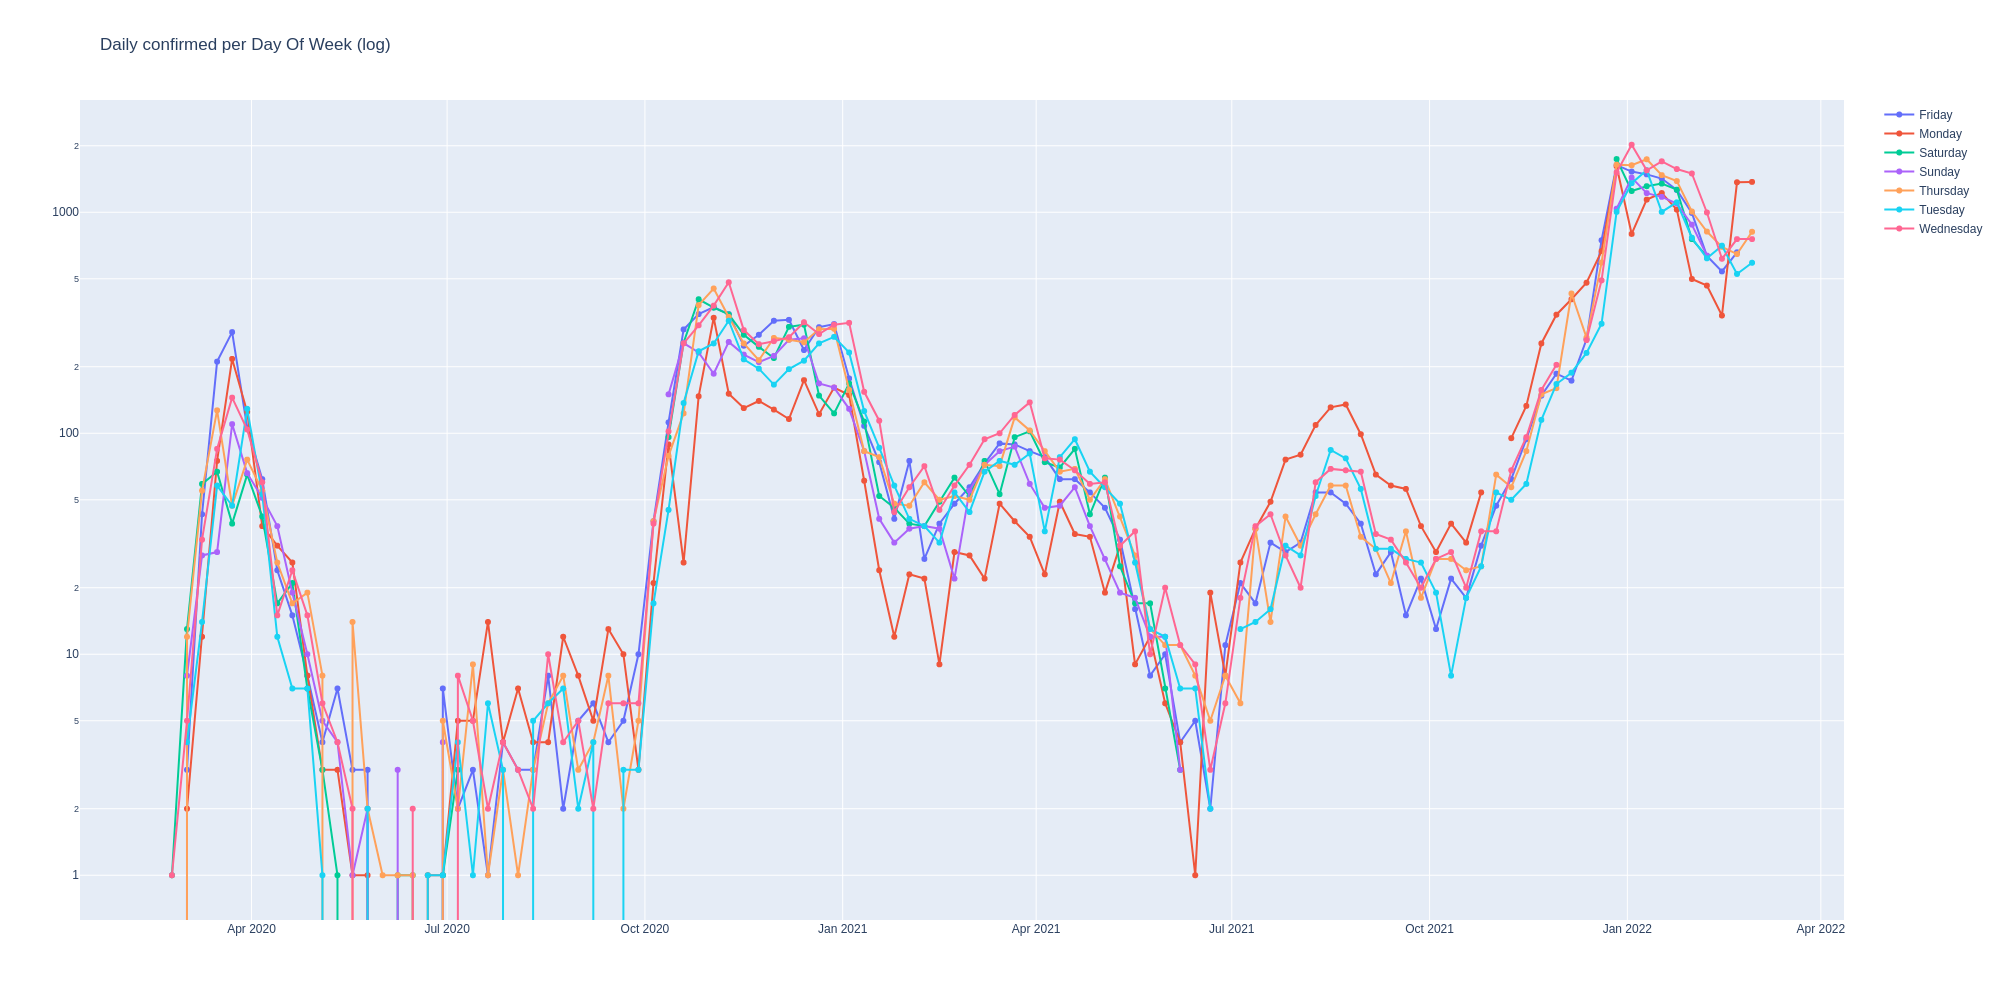 Daily confirmed per Day Of Week (log)
2
1000
5
2
100
5
2
10
5
2
1
Apr 2020
Jul 2020
Oct 2020
Jan 2021
Apr 2021
Jul 2021
Oct 2021
Jan 2022
Apr 2022
Friday
Monday
Saturday
Sunday
Thursday
Tuesday
Wednesday